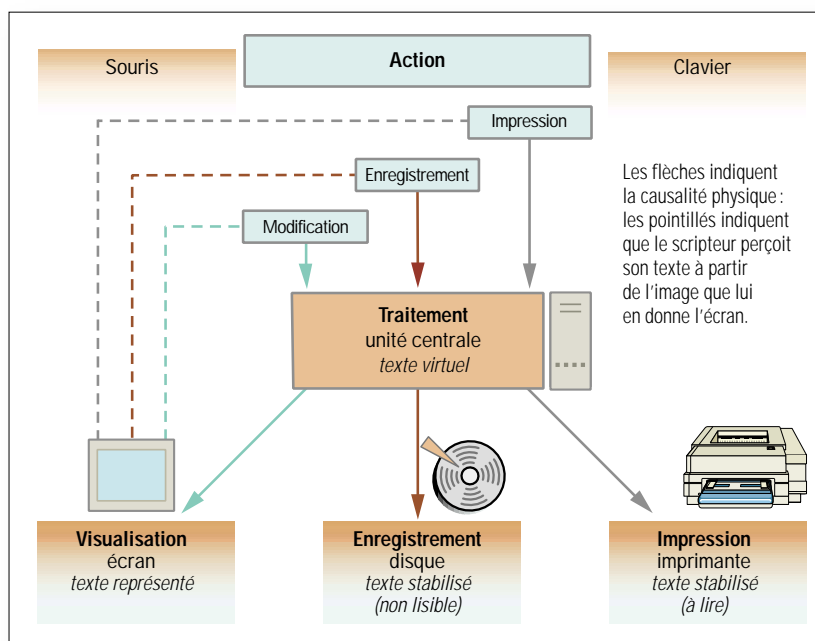 Souris
Action
Clavier
Impression
Enregistrement
Modification
Les flèches indiquent
la causalité physique :
les pointillés indiquent
que le scripteur perçoit
son texte à partir
de l'image que lui
en donne l'écran.
Traitement
unité centrale
texte virtuel
Visualisation
écran
texte représenté
Enregistrement
disque
texte stabilisé
(non lisible)
Impression
imprimante
texte stabilisé
(à lire)